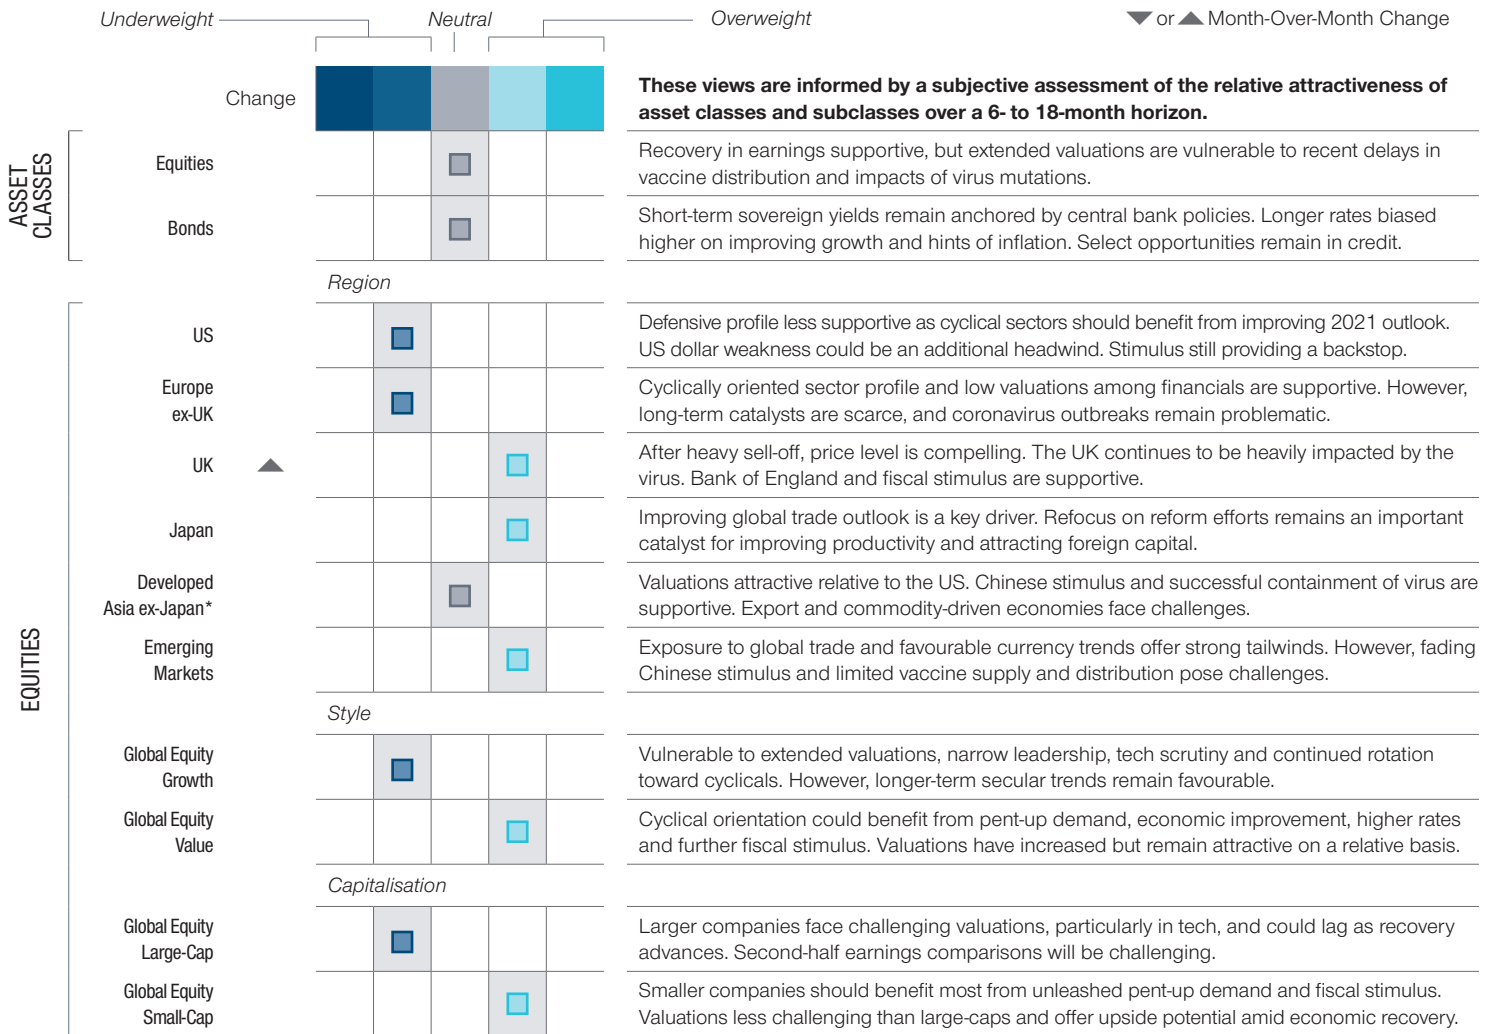 Underweight
Neutral
Overweight
or Month-Over-Month Change
Change
These views are informed by a subjective assessment of the relative attractiveness of
asset classes and subclasses over a 6- to 18-month horizon.
ASSET
CLASSES
Equities
Recovery in earnings supportive, but extended valuations are vulnerable to recent delays in
vaccine distribution and impacts of virus mutations.
Bonds
Short-term sovereign yields remain anchored by central bank policies. Longer rates biased
higher on improving growth and hints of inflation. Select opportunities remain in credit.
EQUITIES
Region
US
Defensive profile less supportive as cyclical sectors should benefit from improving 2021 outlook.
US dollar weakness could be an additional headwind. Stimulus still providing a backstop.
Europe
ex-UK
Cyclically oriented sector profile and low valuations among financials are supportive. However,
long-term catalysts are scarce, and coronavirus outbreaks remain problematic.
UK
After heavy sell-off, price level is compelling. The UK continues to be heavily impacted by the
virus. Bank of England and fiscal stimulus are supportive.
Japan
Improving global trade outlook is a key driver. Refocus on reform efforts remains an important
catalyst for improving productivity and attracting foreign capital.
Developed
Asia ex-Japan*
Valuations attractive relative to the US. Chinese stimulus and successful containment of virus are
supportive. Export and commodity-driven economies face challenges.
Emerging
Markets
Exposure to global trade and favourable currency trends offer strong tailwinds. However, fading
Chinese stimulus and limited vaccine supply and distribution pose challenges.
Style
Global Equity
Growth
Vulnerable to extended valuations, narrow leadership, tech scrutiny and continued rotation
toward cyclicals. However, longer-term secular trends remain favourable.
Global Equity
Value
Cyclical orientation could benefit from pent-up demand, economic improvement, higher rates
and further fiscal stimulus. Valuations have increased but remain attractive on a relative basis.
Capitalisation
Global Equity
Large-Cap
Larger companies face challenging valuations, particularly in tech, and could lag as recovery
advances. Second-half earnings comparisons will be challenging.
Global Equity
Small-Cap
Smaller companies should benefit most from unleashed pent-up demand and fiscal stimulus.
Valuations less challenging than large-caps and offer upside potential amid economic recovery.